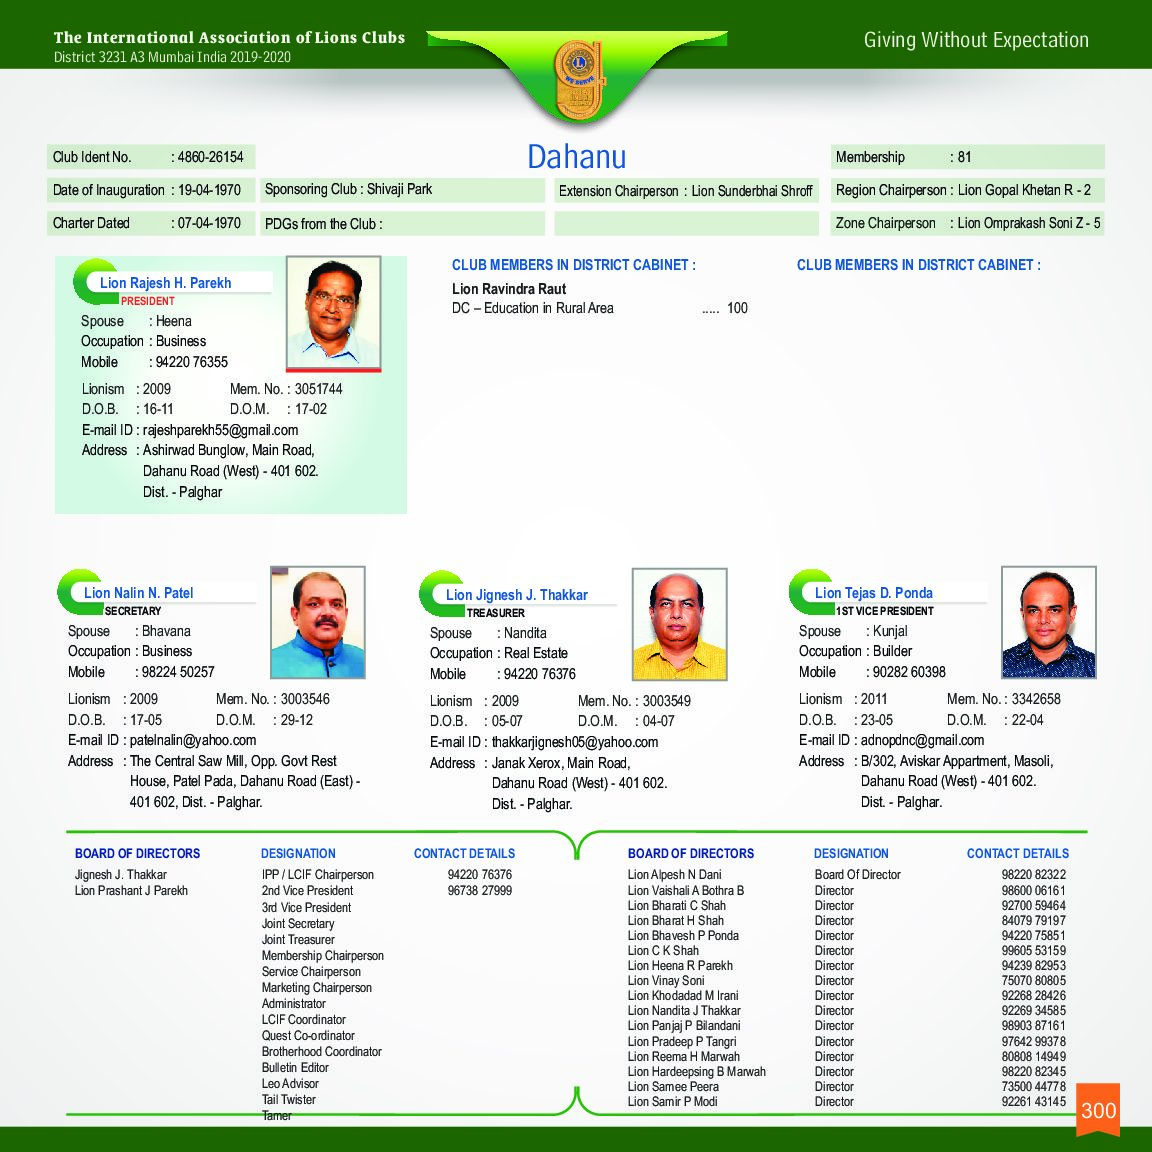 The International Association of Lions Clubs
District 3231 A3 Mumbai India 2019-2020
Giving Without Expectation
WE SERVE
Dahanu
Club Ident No. : 4860-26154
Membership : 81
Date of Inauguration : 19-04-1970
Sponsoring Club : Shivaji Park
Extension Chairperson : Lion Sunderbhai Shroff
Region Chairperson : Lion Gopal Khetan R - 2
Charter Dated : 07-04-1970
PDGs from the Club :
Zone Chairperson : Lion Omprakash Soni Z - 5
Lion Rajesh H. Parekh
PRESIDENT
Spouse : Heena
Occupation : Business
Mobile : 94220 76355
Lionism : 2009 Mem. No. : 3051744
D.O.B. : 16-11 D.O.M. : 17-02
E-mail ID : rajeshparekh55@gmail.com
Address : Ashirwad Bunglow, Main Road,
Dahanu Road (West) - 401 602.
Dist. - Palghar
CLUB MEMBERS IN DISTRICT CABINET :
Lion Ravindra Raut
DC – Education in Rural Area ..... 100
CLUB MEMBERS IN DISTRICT CABINET :
Lion Nalin N. Patel
SECRETARY
Spouse : Bhavana
Occupation : Business
Mobile : 98224 50257
Lionism : 2009 Mem. No. : 3003546
D.O.B. : 17-05 D.O.M. : 29-12
E-mail ID : patelnalin@yahoo.com
Address : The Central Saw Mill, Opp. Govt Rest
House, Patel Pada, Dahanu Road (East) -
401 602, Dist. - Palghar.
Lion Jignesh J. Thakkar
TREASURER
Spouse : Nandita
Occupation : Real Estate
Mobile : 94220 76376
Lionism : 2009 Mem. No. : 3003549
D.O.B. : 05-07 D.O.M. : 04-07
E-mail ID : thakkarjignesh05@yahoo.com
Address : Janak Xerox, Main Road,
Dahanu Road (West) - 401 602.
Dist. - Palghar.
Lion Tejas D. Ponda
1ST VICE PRESIDENT
Spouse : Kunjal
Occupation : Builder
Mobile : 90282 60398
Lionism : 2011 Mem. No. : 3342658
D.O.B. : 23-05 D.O.M. : 22-04
E-mail ID : adnopdnc@gmail.com
Address : B/302, Aviskar Appartment, Masoli,
Dahanu Road (West) - 401 602.
Dist. - Palghar.
BOARD OF DIRECTORS DESIGNATION CONTACT DETAILS
Jignesh J. Thakkar IPP / LCIF Chairperson 94220 76376
Lion Prashant J Parekh 2nd Vice President 96738 27999
3rd Vice President
Joint Secretary
Joint Treasurer
Membership Chairperson
Service Chairperson
Marketing Chairperson
Administrator
LCIF Coordinator
Quest Co-ordinator
Brotherhood Coordinator
Bulletin Editor
Leo Advisor
Tail Twister
Tamer
BOARD OF DIRECTORS DESIGNATION CONTACT DETAILS
Lion Alpesh N Dani Board Of Director 98220 82322
Lion Vaishali A Bothra B Director 98600 06161
Lion Bharati C Shah Director 92700 59464
Lion Bharat H Shah Director 84079 79197
Lion Bhavesh P Ponda Director 94220 75851
Lion C K Shah Director 99605 53159
Lion Heena R Parekh Director 94239 82953
Lion Vinay Soni Director 75070 80805
Lion Khodadad M Irani Director 92268 28426
Lion Nandita J Thakkar Director 92269 34585
Lion Panjaj P Bilandani Director 98903 87161
Lion Pradeep P Tangri Director 97642 99378
Lion Reema H Marwah Director 80808 14949
Lion Hardeepsing B Marwah Director 98220 82345
Lion Samee Peera Director 73500 44778
Lion Samir P Modi Director 92261 43145
300